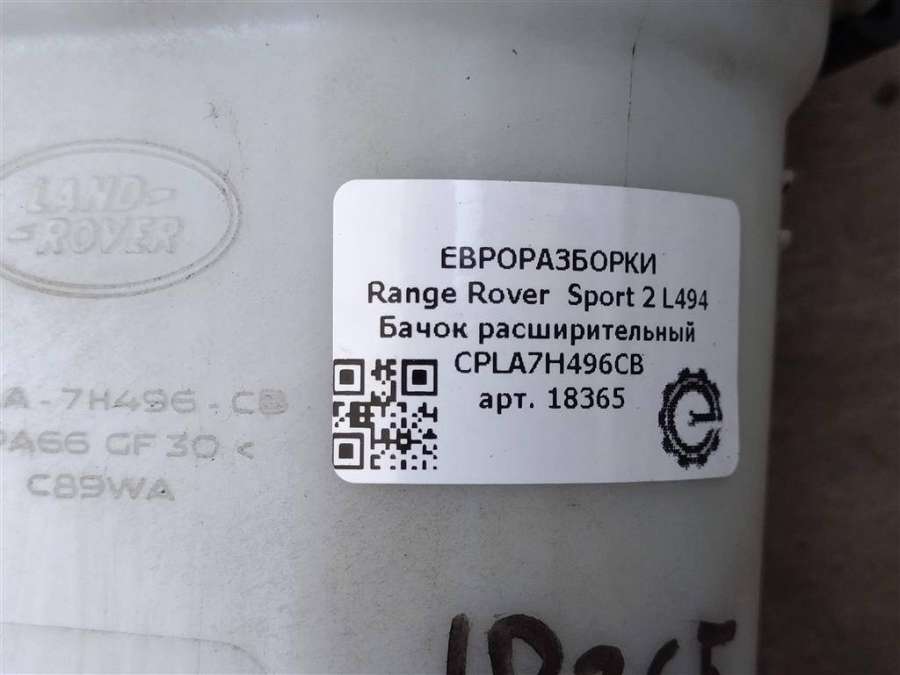 LAND-
-ROVER
A-7H496-CB
PA66 GF 30 <
C89WA
ЕВРОРАЗБОРКИ
Range Rover Sport 2 L494
Бачок расширительный
CPLA7H496CB
арт. 18365